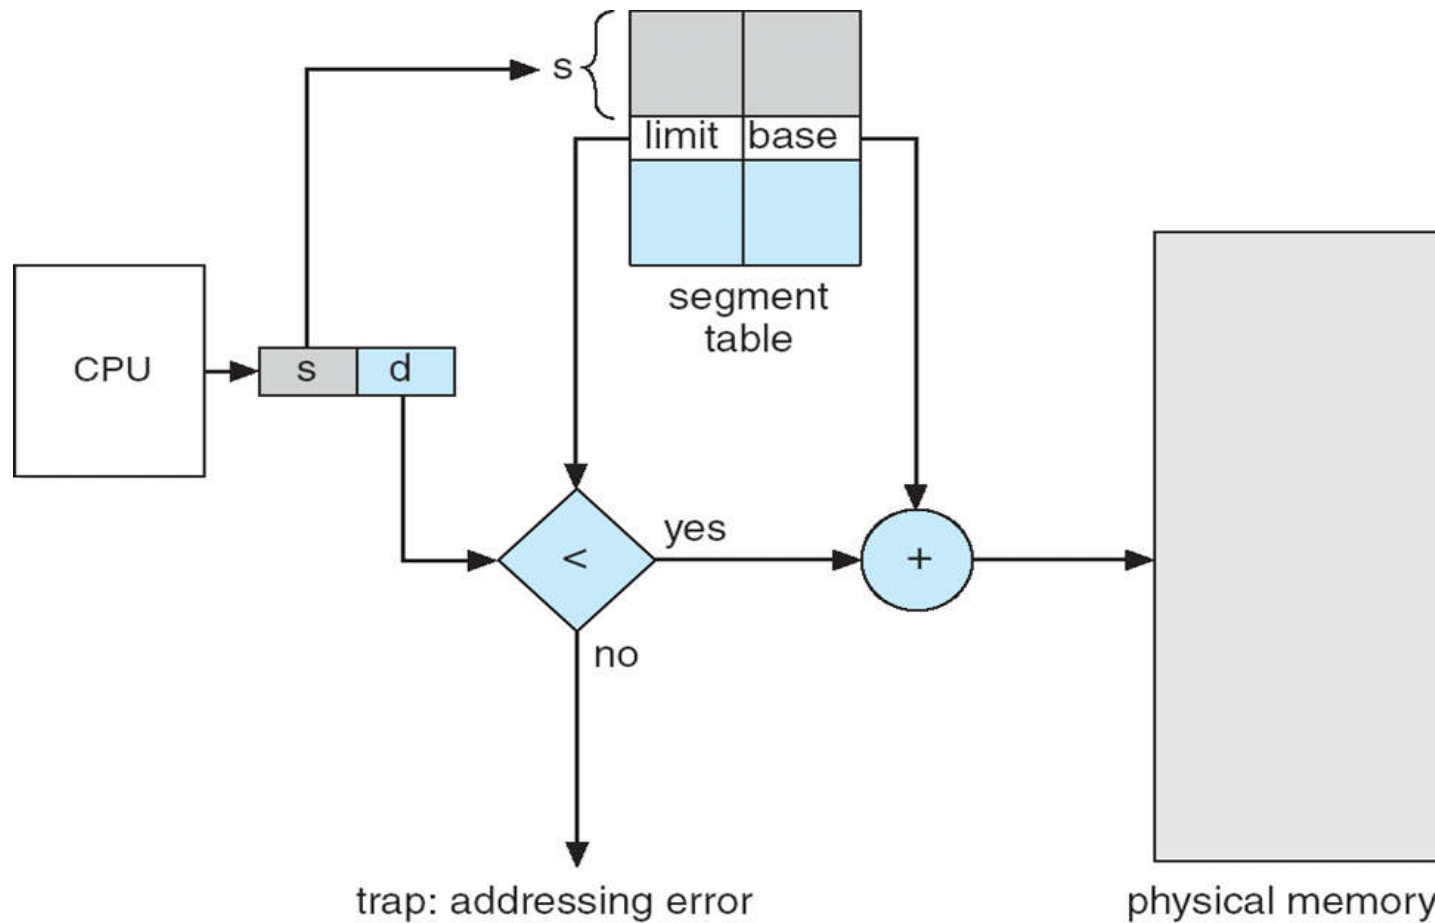 s
limit base
segment
table
CPU
s d
<
yes
+
no
trap: addressing error
physical memory